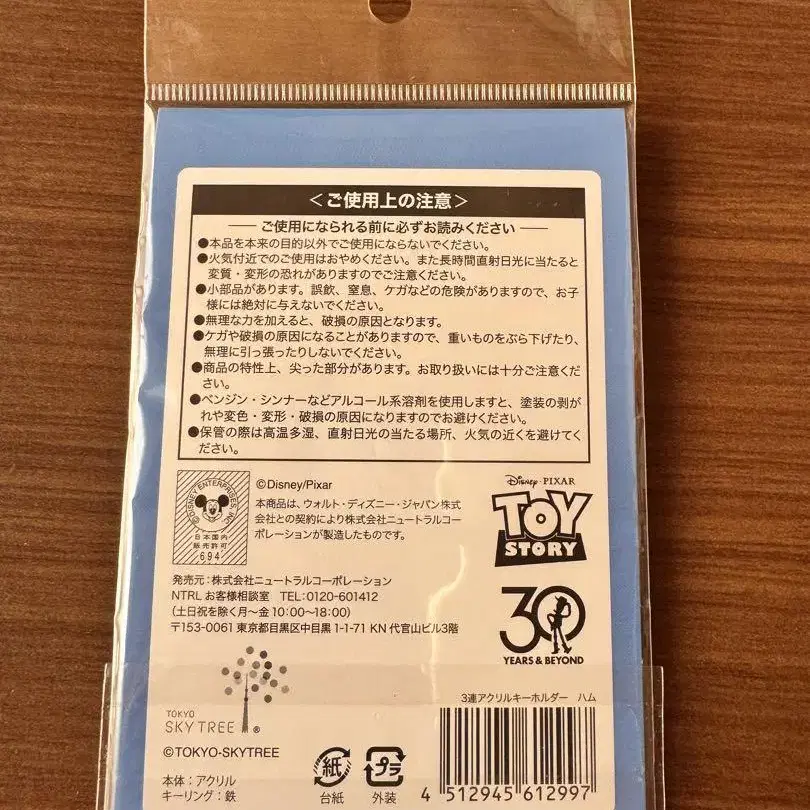 ＜ご使用上の注意＞
ご使用になられる前に必ずお読みください
●本品を本来の目的以外でご使用にならないでください。
●火気付近でのご使用はおやめください。また長時間直射日光に当たると
変質・変形の恐れがありますのでご注意ください。
●小部品があります。誤飲、窒息、ケガなどの危険がありますので、お子
様には絶対に与えないでください。
●無理な力を加えると、破損の原因となります。
●ケガや破損の原因になることがありますので、重いものをぶら下げたり、
無理に引っ張ったりしないでください。
●商品の特性上、尖った部分があります。お取り扱いには十分ご注意くだ
さい。
●ベンジン・シンナーなどアルコール系溶剤を使用しますと、塗装の剥が
れや変色・変形・破損の原因になりますのでお避けください。
●保管の際は高温多湿、直射日光の当たる場所、火気の近くを避けてく
ださい。
©DISNEY ENTERPRISES, INC.
日本国内
販売許可
694
©Disney/Pixar
本商品は、ウォルト・ディズニー・ジャパン株式
会社との契約により株式会社ニュートラルコー
ポレーションが製造したものです。
Disney・PIXAR
TOY
STORY
発売元：株式会社ニュートラルコーポレーション
NTRL お客様相談室 TEL：0120-601412
（土日祝を除く月～金 10：00～18：00）
〒153-0061 東京都目黒区中目黒 1-1-71 KN 代官山ビル3階
30
YEARS & BEYOND
TOKYO
SKYTREE®
©TOKYO-SKYTREE
本体：アクリル
キーリング：鉄
紙
台紙
プラ
外装
3連アクリルキーホルダー ハム
4 512945 612997